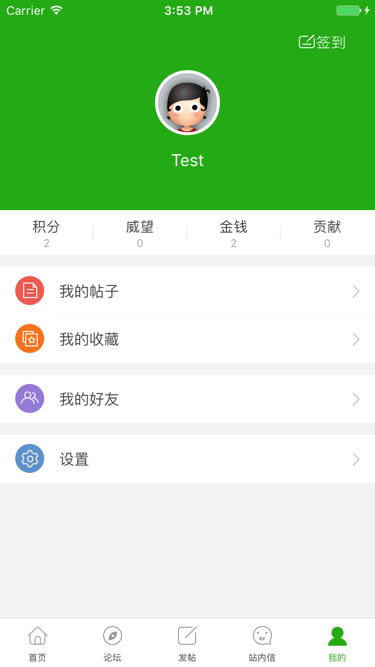 Carrier 3:53 PM
签到
Test
积分 威望 金钱 贡献
2 0 2 0
我的帖子
我的收藏
我的好友
设置
首页 论坛 发帖 站内信 我的